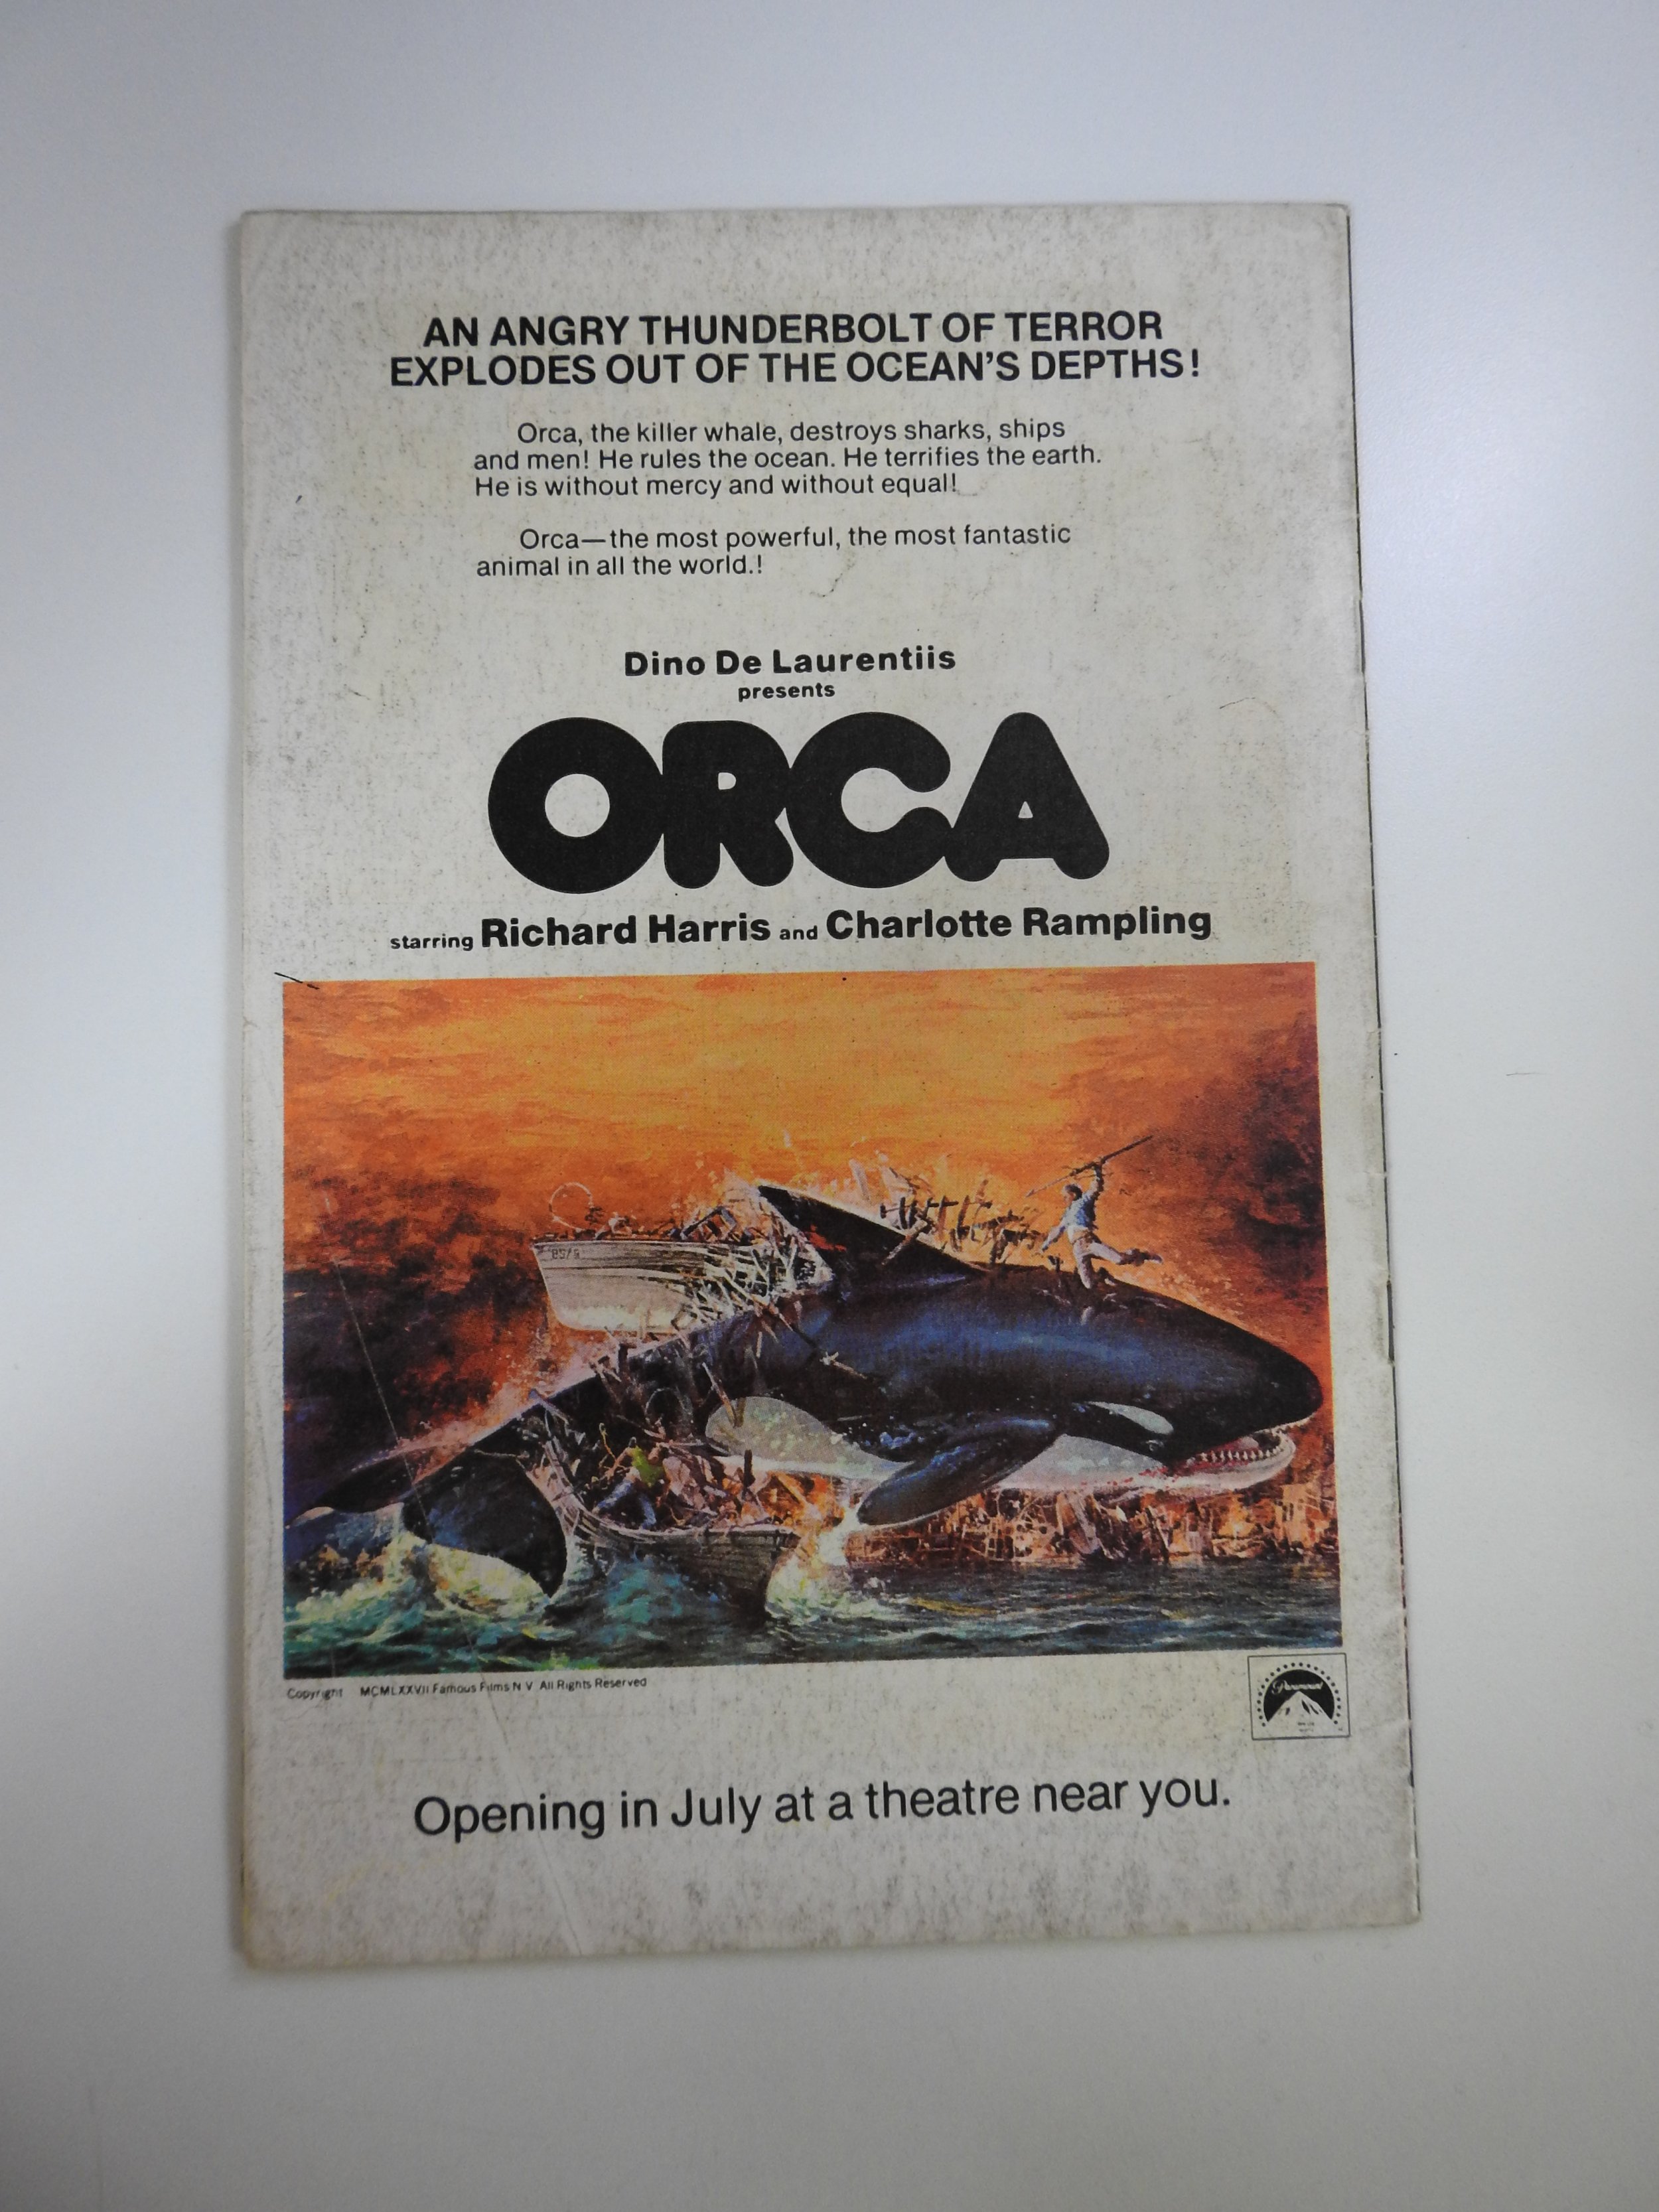 AN ANGRY THUNDERBOLT OF TERROR
EXPLODES OUT OF THE OCEAN'S DEPTHS!
Orca, the killer whale, destroys sharks, ships
and men! He rules the ocean. He terrifies the earth.
He is without mercy and without equal!
Orca—the most powerful, the most fantastic
animal in all the world.!
Dino De Laurentiis
presents
ORCA
starring Richard Harris and Charlotte Rampling
Copyright MCMLXXVII Famous Films N V All Rights Reserved
Paramount
Opening in July at a theatre near you.